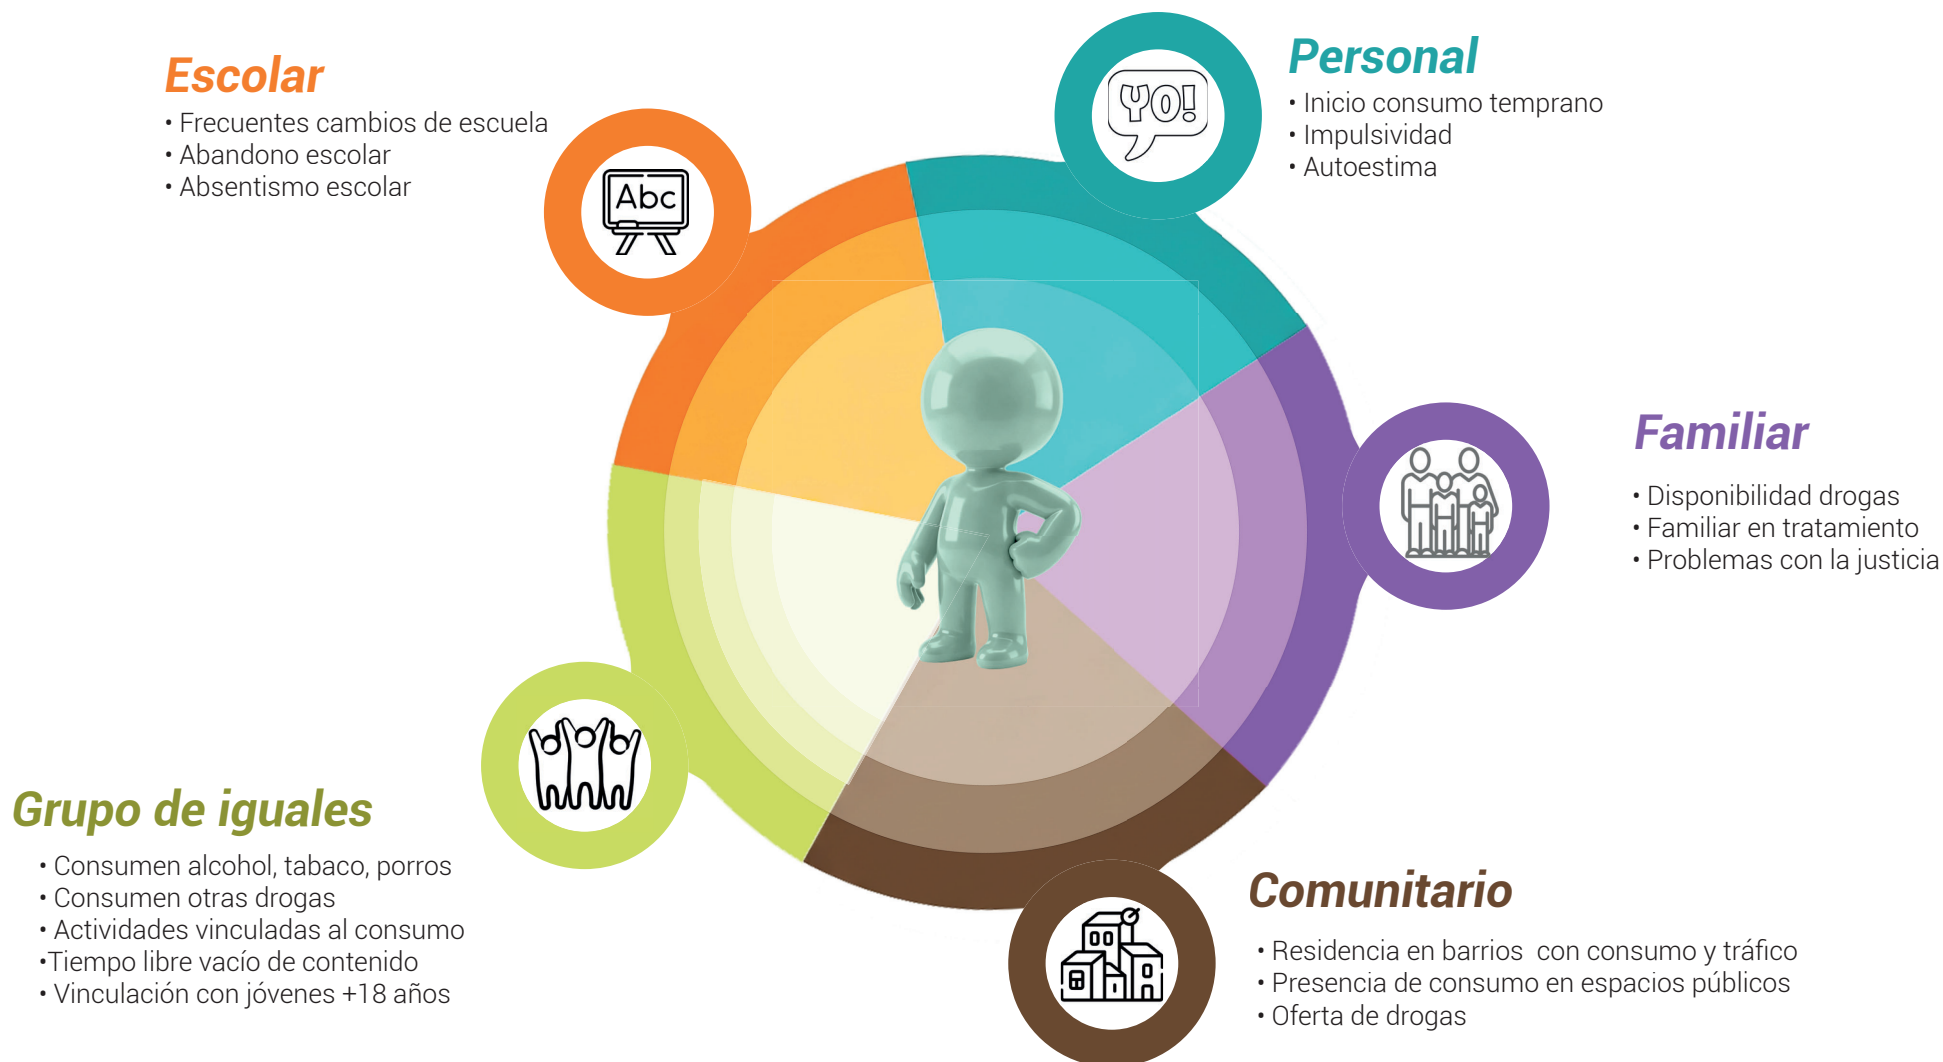 Escolar
• Frecuentes cambios de escuela
• Abandono escolar
• Absentismo escolar
Abc
Personal
• Inicio consumo temprano
• Impulsividad
• Autoestima
YO!
Familiar
• Disponibilidad drogas
• Familiar en tratamiento
• Problemas con la justicia
Grupo de iguales
• Consumen alcohol, tabaco, porros
• Consumen otras drogas
• Actividades vinculadas al consumo
•Tiempo libre vacío de contenido
• Vinculación con jóvenes +18 años
Comunitario
• Residencia en barrios  con consumo y tráfico
• Presencia de consumo en espacios públicos
• Oferta de drogas